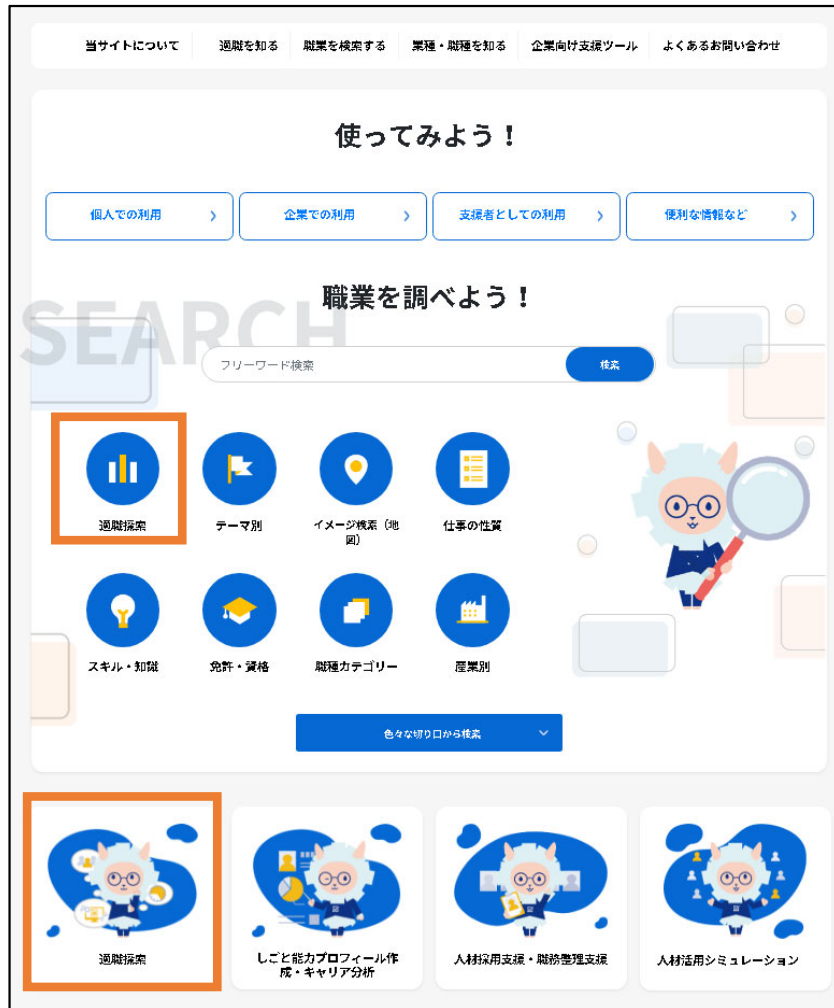 当サイトについて 適職を知る 職業を検索する 業種・職種を知る 企業向け支援ツール よくあるお問い合わせ
使ってみよう！
個人での利用 企業での利用 支援者としての利用 便利な情報など
職業を調べよう！
SEARCH
フリーワード検索 検索
適職探索 テーマ別 イメージ検索（地
図） 仕事の性質
スキル・知識 免許・資格 職種カテゴリー 産業別
色々な切り口から検索
適職探索 しごと能力プロフィール作
成・キャリア分析 人材採用支援・職務整理支援 人材活用シミュレーション